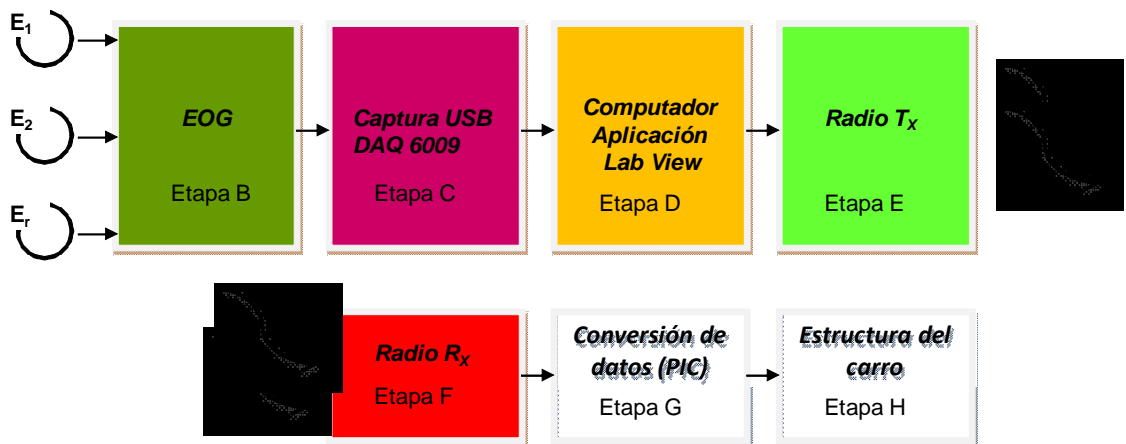 E1
E2
Er
EOG
Etapa B
Captura USB
DAQ 6009
Etapa C
Computador
Aplicación
Lab View
Etapa D
Radio TX
Etapa E
Radio RX
Etapa F
Conversión de
datos (PIC)
Etapa G
Estructura del
carro
Etapa H